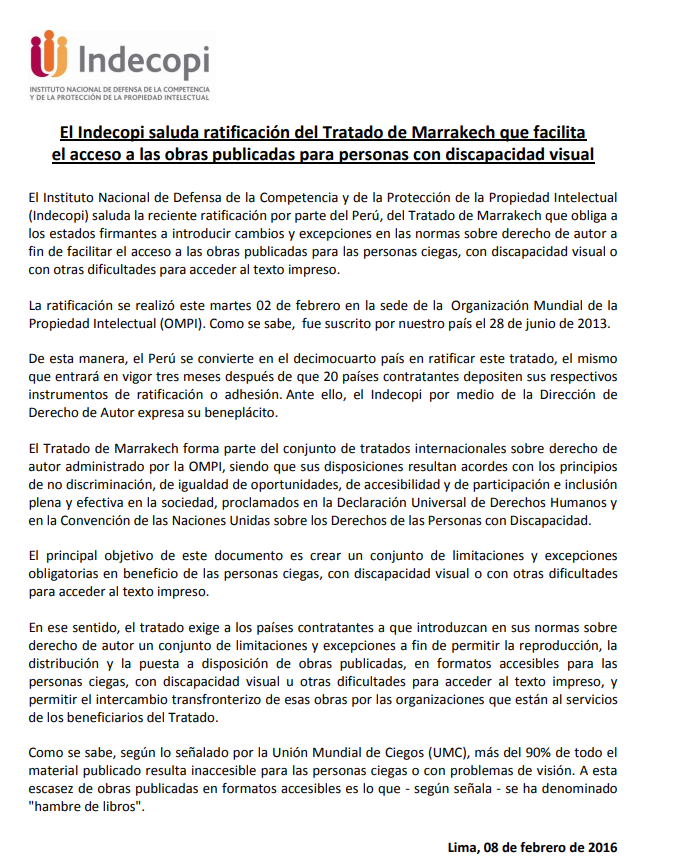 Indecopi
INSTITUTO NACIONAL DE DEFENSA DE LA COMPETENCIA
Y DE LA PROTECCIÓN DE LA PROPIEDAD INTELECTUAL
El Indecopi saluda ratificación del Tratado de Marrakech que facilita
el acceso a las obras publicadas para personas con discapacidad visual
El Instituto Nacional de Defensa de la Competencia y de la Protección de la Propiedad Intelectual
(Indecopi) saluda la reciente ratificación por parte del Perú, del Tratado de Marrakech que obliga a
los estados firmantes a introducir cambios y excepciones en las normas sobre derecho de autor a
fin de facilitar el acceso a las obras publicadas para las personas ciegas, con discapacidad visual o
con otras dificultades para acceder al texto impreso.
La ratificación se realizó este martes 02 de febrero en la sede de la Organización Mundial de la
Propiedad Intelectual (OMPI). Como se sabe, fue suscrito por nuestro país el 28 de junio de 2013.
De esta manera, el Perú se convierte en el decimocuarto país en ratificar este tratado, el mismo
que entrará en vigor tres meses después de que 20 países contratantes depositen sus respectivos
instrumentos de ratificación o adhesión. Ante ello, el Indecopi por medio de la Dirección de
Derecho de Autor expresa su beneplácito.
El Tratado de Marrakech forma parte del conjunto de tratados internacionales sobre derecho de
autor administrado por la OMPI, siendo que sus disposiciones resultan acordes con los principios
de no discriminación, de igualdad de oportunidades, de accesibilidad y de participación e inclusión
plena y efectiva en la sociedad, proclamados en la Declaración Universal de Derechos Humanos y
en la Convención de las Naciones Unidas sobre los Derechos de las Personas con Discapacidad.
El principal objetivo de este documento es crear un conjunto de limitaciones y excepciones
obligatorias en beneficio de las personas ciegas, con discapacidad visual o con otras dificultades
para acceder al texto impreso.
En ese sentido, el tratado exige a los países contratantes a que introduzcan en sus normas sobre
derecho de autor un conjunto de limitaciones y excepciones a fin de permitir la reproducción, la
distribución y la puesta a disposición de obras publicadas, en formatos accesibles para las
personas ciegas, con discapacidad visual u otras dificultades para acceder al texto impreso, y
permitir el intercambio transfronterizo de esas obras por las organizaciones que están al servicios
de los beneficiarios del Tratado.
Como se sabe, según lo señalado por la Unión Mundial de Ciegos (UMC), más del 90% de todo el
material publicado resulta inaccesible para las personas ciegas o con problemas de visión. A esta
escasez de obras publicadas en formatos accesibles es lo que - según señala - se ha denominado
"hambre de libros".
Lima, 08 de febrero de 2016